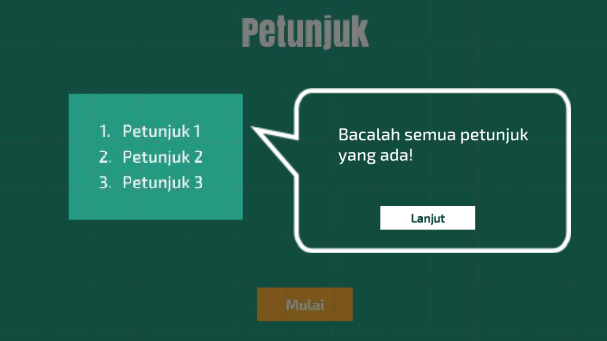 Petunjuk
1. Petunjuk 1
2. Petunjuk 2
3. Petunjuk 3
Bacalah semua petunjuk
yang ada!
Lanjut
Mulai